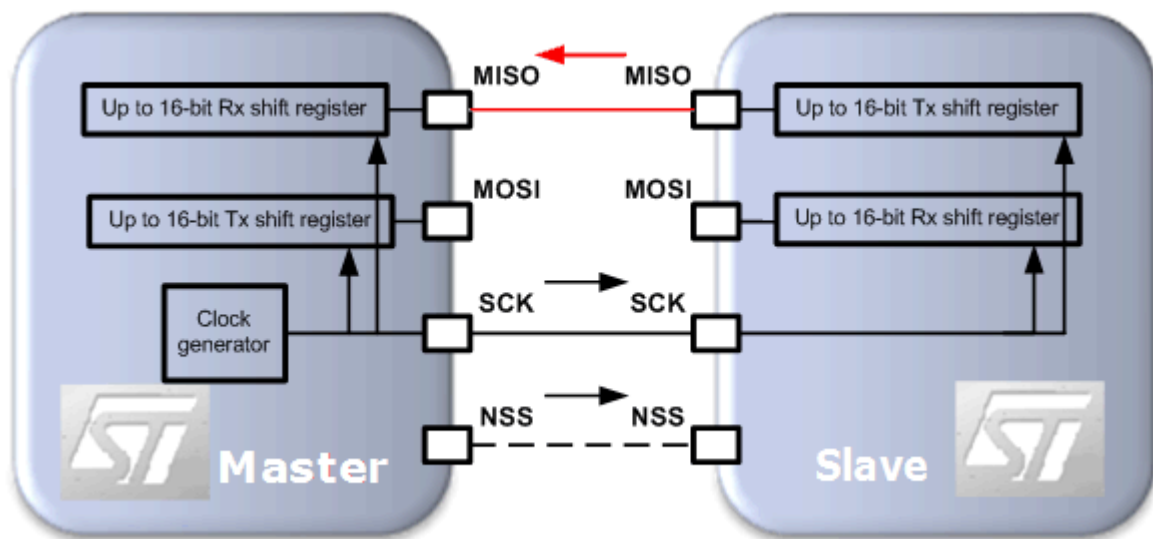 MISO
MISO
Up to 16-bit Rx shift register
Up to 16-bit Tx shift register
MOSI
MOSI
Up to 16-bit Tx shift register
Up to 16-bit Rx shift register
SCK
SCK
Clock
generator
NSS
NSS
ST
Master
Slave
ST